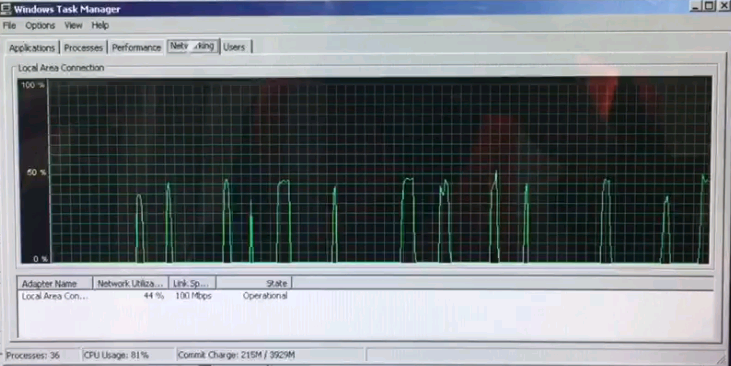 Windows Task Manager
File Options View Help
Applications Processes Performance Networking Users
Local Area Connection
100 %
50 %
0 %
Adapter Name Network Utiliza... Link Sp... State
Local Area Con... 44 % 100 Mbps Operational
Processes: 36 CPU Usage: 81% Commit Charge: 215M / 3929M